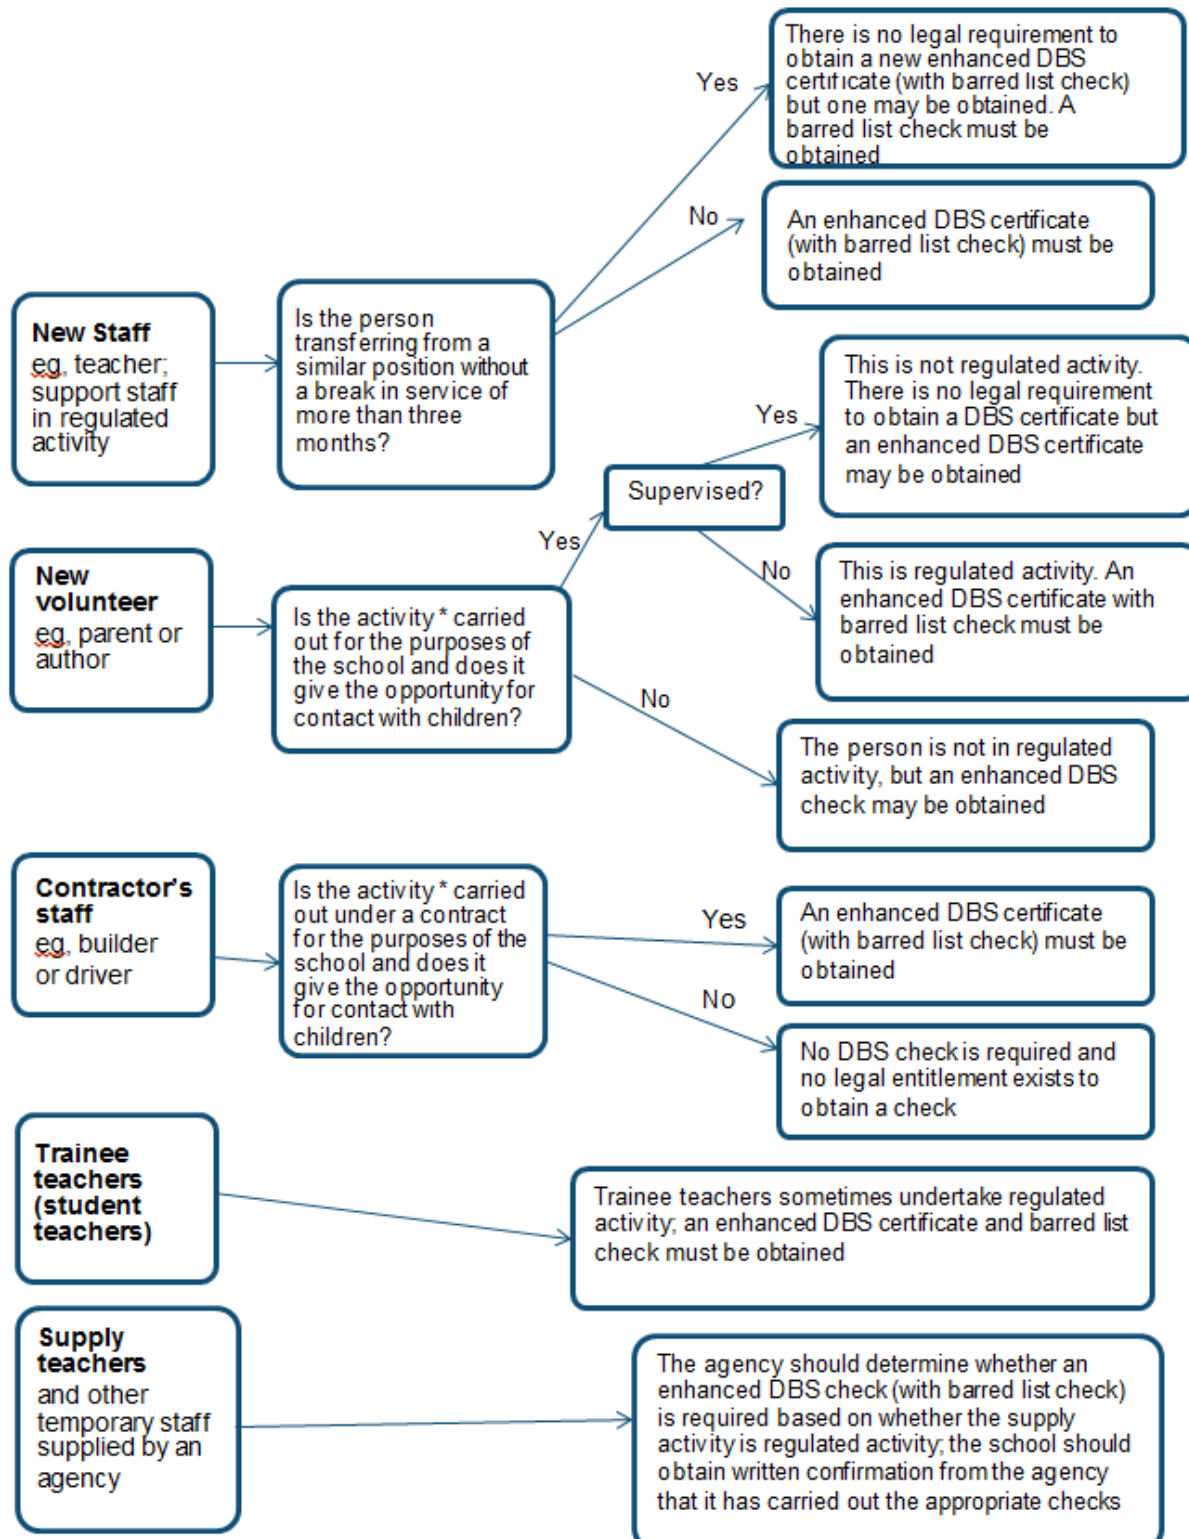 There is no legal requirement to
obtain a new enhanced DBS
certificate (with barred list check)
but one may be obtained. A
barred list check must be
obtained
Yes
No
An enhanced DBS certificate
(with barred list check) must be
obtained
New Staff
eg, teacher;
support staff
in regulated
activity
Is the person
transferring from a
similar position without
a break in service of
more than three
months?
This is not regulated activity.
There is no legal requirement
to obtain a DBS certificate but
an enhanced DBS certificate
may be obtained
Yes
Supervised?
Yes
No
This is regulated activity. An
enhanced DBS certificate with
barred list check must be
obtained
New
volunteer
eg, parent or
author
Is the activity * carried
out for the purposes of
the school and does it
give the opportunity for
contact with children?
No
The person is not in regulated
activity, but an enhanced DBS
check may be obtained
Contractor's
staff
eg, builder
or driver
Is the activity * carried
out under a contract
for the purposes of the
school and does it
give the opportunity
for contact with
children?
Yes
An enhanced DBS certificate
(with barred list check) must be
obtained
No
No DBS check is required and
no legal entitlement exists to
obtain a check
Trainee
teachers
(student
teachers)
Trainee teachers sometimes undertake regulated
activity; an enhanced DBS certificate and barred list
check must be obtained
Supply
teachers
and other
temporary staff
supplied by an
agency
The agency should determine whether an
enhanced DBS check (with barred list check)
is required based on whether the supply
activity is regulated activity; the school should
obtain written confirmation from the agency
that it has carried out the appropriate checks